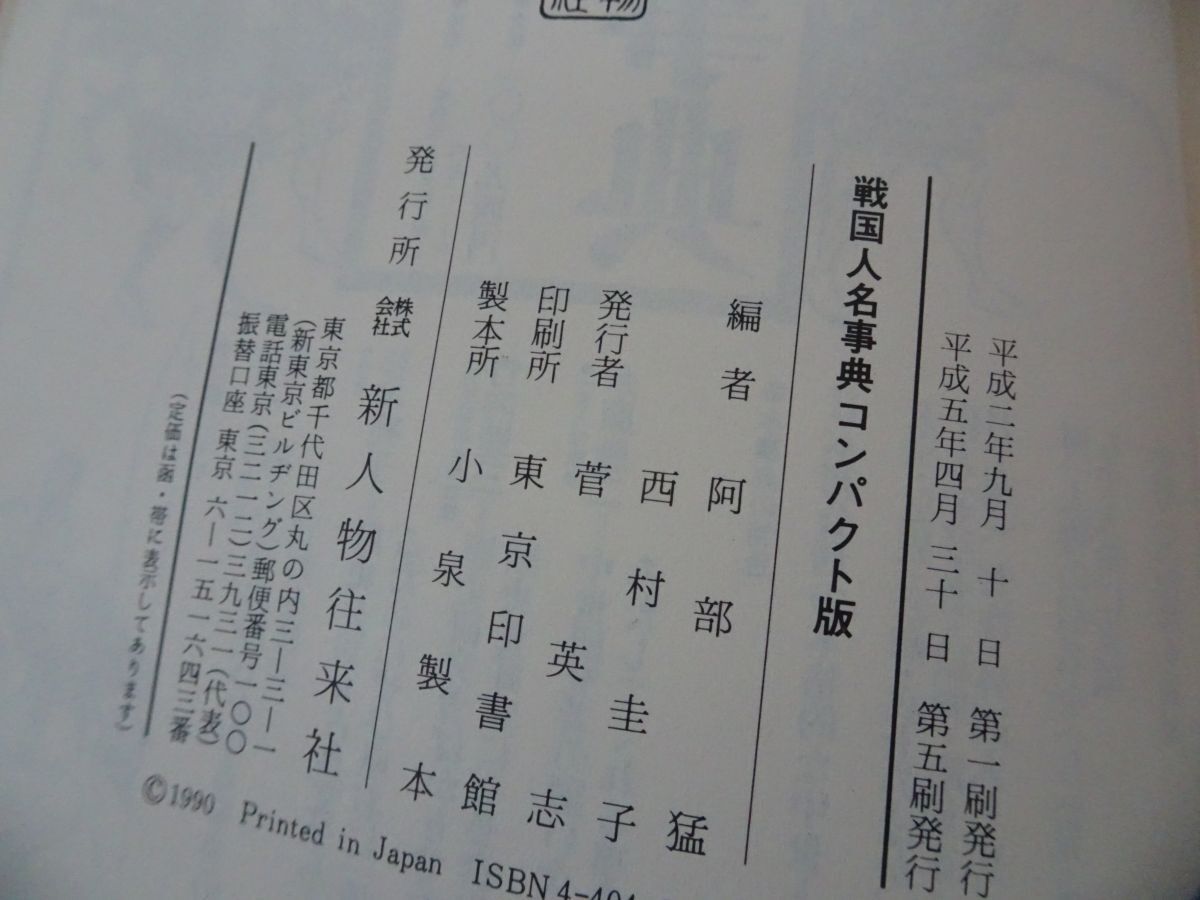 平成二年九月　十　日　第一刷発行
平成五年四月　三十　日　第五刷発行
戦国人名事典コンパクト版
編者　阿部　猛
西村圭子
発行者　菅　英志
印刷所　東京印書館
製本所　小泉製本
発行所　株式会社　新人物往来社
東京都千代田区丸の内三―三―一
(新東京ビルヂング)郵便番号一〇〇
電話東京(三二一二)三九三一(代表)
振替口座　東京　六―一五一六四三番
(定価は函・帯に表示してあります)
©1990 Printed in Japan ISBN4-404